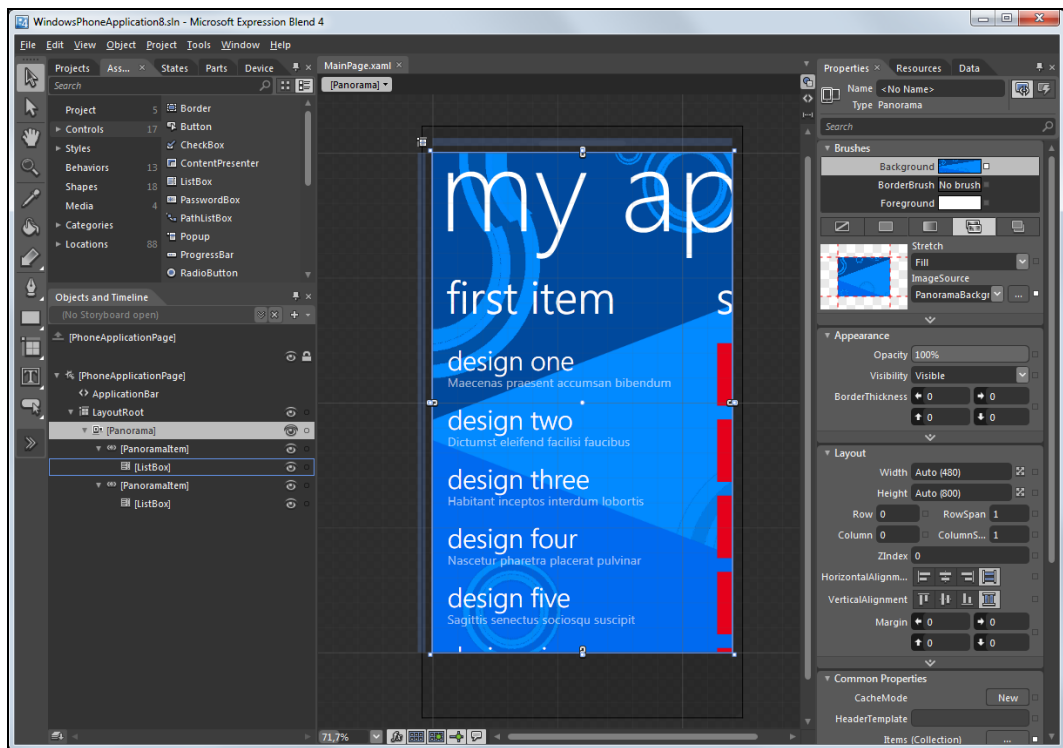 WindowsPhoneApplication8.sln - Microsoft Expression Blend 4
File Edit View Object Project Tools Window Help
Projects Ass... × States Parts Device
Search
Project 5
Controls 17
Styles
Behaviors 13
Shapes 18
Media 4
Categories
Locations 88
Border
Button
CheckBox
ContentPresenter
ListBox
PasswordBox
PathListBox
Popup
ProgressBar
RadioButton
Objects and Timeline
(No Storyboard open)
[PhoneApplicationPage]
[PhoneApplicationPage]
ApplicationBar
LayoutRoot
[Panorama]
[PanoramaItem]
[ListBox]
[PanoramaItem]
[ListBox]
MainPage.xaml ×
[Panorama]
my ap
first item s
design one
Maecenas praesent accumsan bibendum
design two
Dictumst eleifend facilisi faucibus
design three
Habitant inceptos interdum lobortis
design four
Nascetur pharetra placerat pulvinar
design five
Sagittis senectus sociosqu suscipit
71,7%
Properties × Resources Data
Name <No Name>
Type Panorama
Search
Brushes
Background
BorderBrush No brush
Foreground
Stretch
Fill
ImageSource
PanoramaBackgr ...
Appearance
Opacity 100%
Visibility Visible
BorderThickness 0 0
0 0
Layout
Width Auto (480)
Height Auto (800)
Row 0 RowSpan 1
Column 0 ColumnS... 1
ZIndex 0
HorizontalAlignm...
VerticalAlignment
Margin 0 0
0 0
Common Properties
CacheMode New
HeaderTemplate
Items (Collection) ...